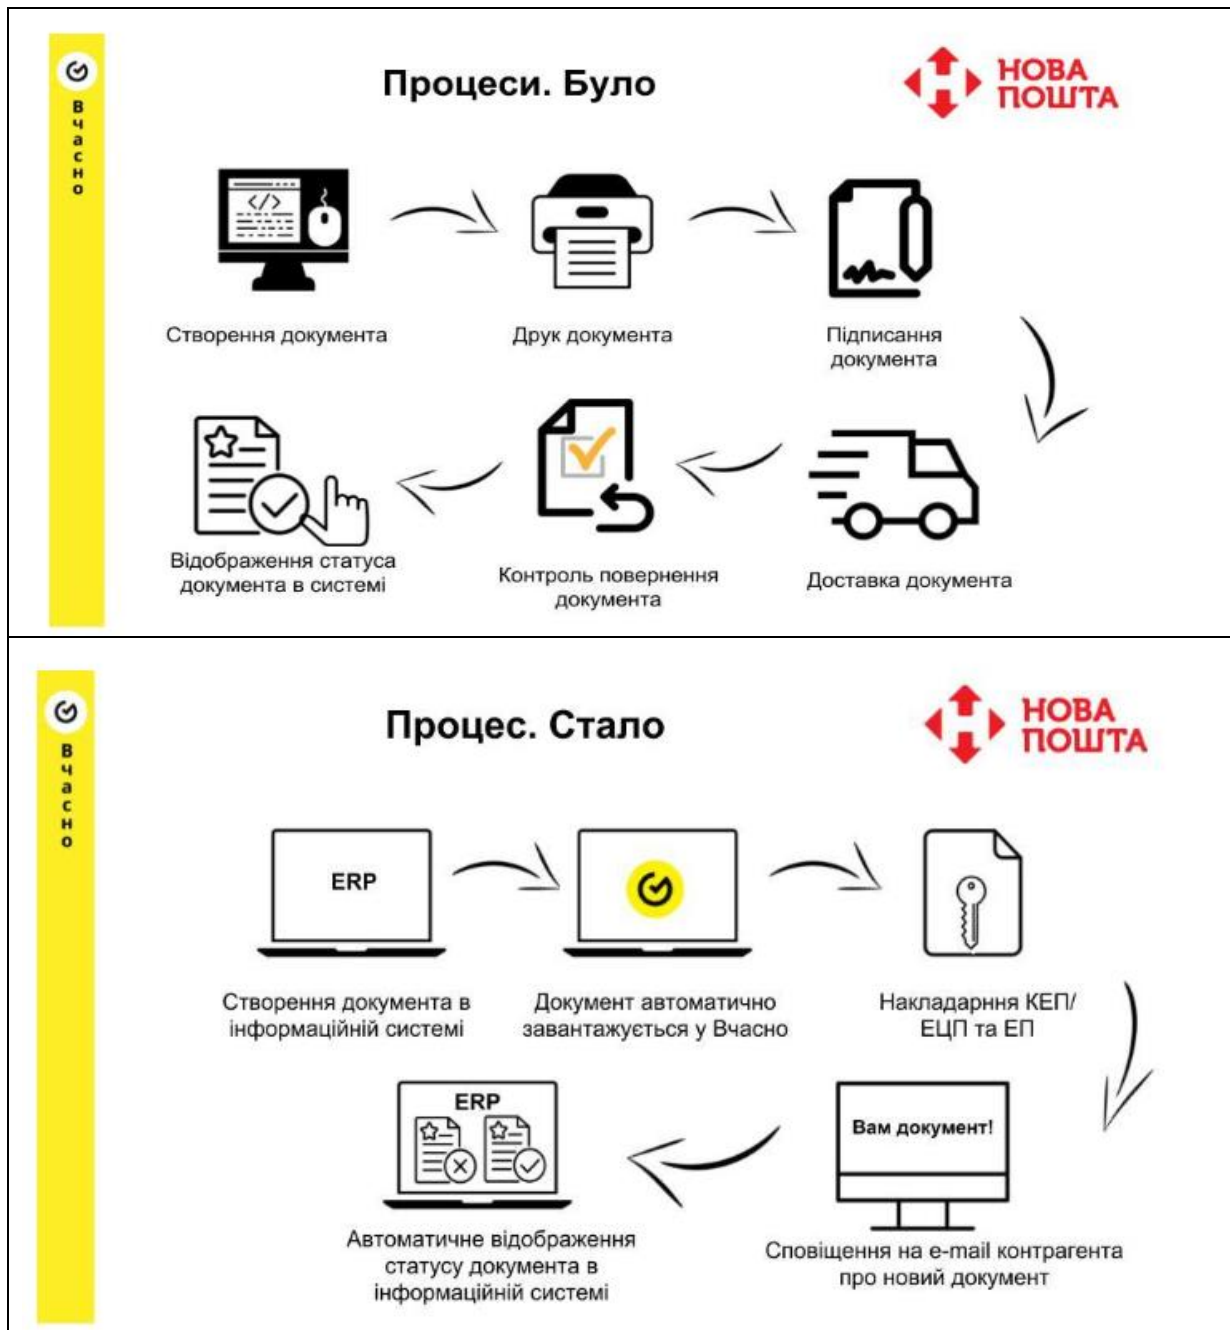 Вчасно
Процеси. Було
НОВА
ПОШТА
</>
Створення документа
Друк документа
Підписання
документа
Відображення статуса
документа в системі
Контроль повернення
документа
Доставка документа
Вчасно
Процес. Стало
НОВА
ПОШТА
ERP
Створення документа в
інформаційній системі
Документ автоматично
завантажується у Вчасно
Накладарння КЕП/
ЕЦП та ЕП
ERP
Автоматичне відображення
статусу документа в
інформаційній системі
Вам документ!
Сповіщення на e-mail контрагента
про новий документ